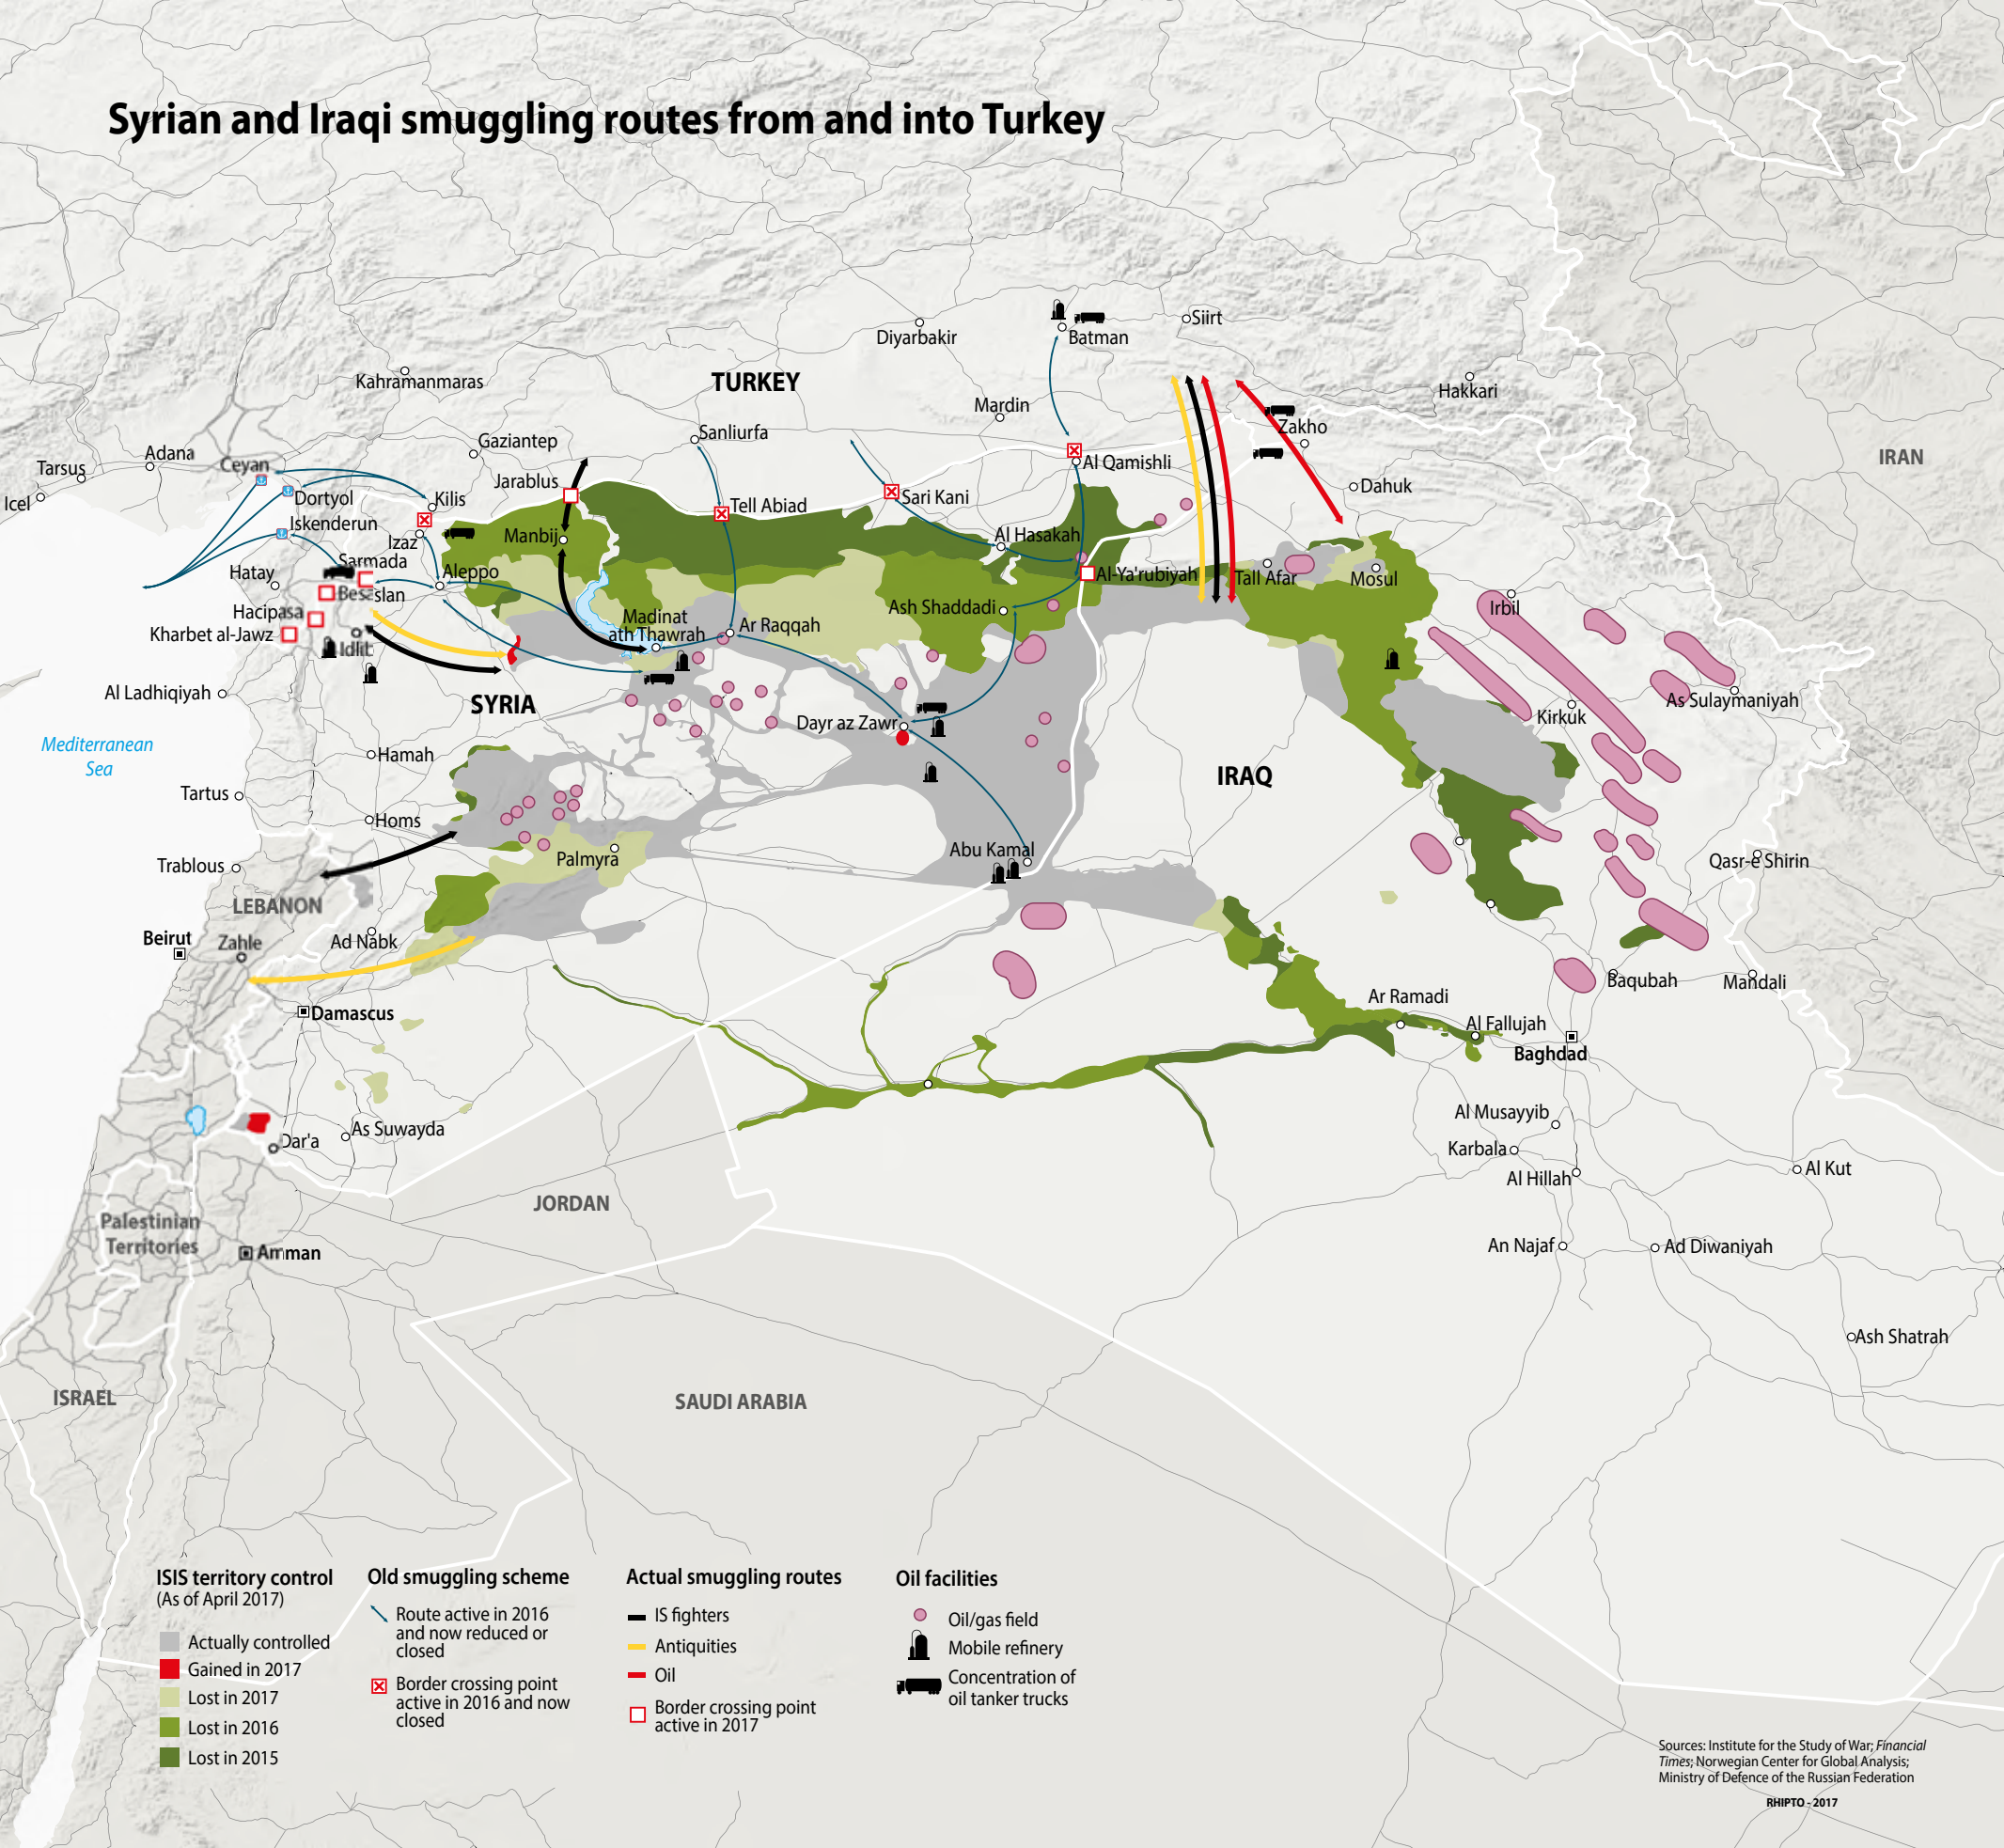 Syrian and Iraqi smuggling routes from and into Turkey
Siirt
Batman
Diyarbakir
TURKEY
Kahramanmaras
Hakkari
Mardin
Zakho
Sanliurfa
Gaziantep
Adana
Ceyan
Tarsus
Icel
IRAN
Al Qamishli
Jarablus
Dahuk
Dortyol
Kilis
Sari Kani
Tell Abiad
Iskenderun
Izaz
Manbij
Al Hasakah
Sarmada
Hatay
Aleppo
Al-Ya'rubiyah
Tall Afar
Mosul
Hacipasa
Ash Shaddadi
Irbil
Madinat
ath Thawrah
Ar Raqqah
Kharbet al-Jawz
Idlib
Al Ladhiqiyah
SYRIA
As Sulaymaniyah
Kirkuk
Dayr az Zawr
Mediterranean
Sea
Hamah
IRAQ
Tartus
Homs
Abu Kamal
Palmyra
Trablous
Qasr-e Shirin
LEBANON
Beirut
Zahle
Ad Nabk
Baqubah
Mandali
Ar Ramadi
Damascus
Al Fallujah
Baghdad
Al Musayyib
As Suwayda
Dar'a
Karbala
Al Kut
Al Hillah
JORDAN
Palestinian
Territories
Amman
An Najaf
Ad Diwaniyah
Ash Shatrah
ISRAEL
SAUDI ARABIA
ISIS territory control
(As of April 2017)
Actually controlled
Gained in 2017
Lost in 2017
Lost in 2016
Lost in 2015
Old smuggling scheme
Route active in 2016
and now reduced or
closed
Border crossing point
active in 2016 and now
closed
Actual smuggling routes
IS fighters
Antiquities
Oil
Border crossing point
active in 2017
Oil facilities
Oil/gas field
Mobile refinery
Concentration of
oil tanker trucks
Sources: Institute for the Study of War; Financial
Times; Norwegian Center for Global Analysis;
Ministry of Defence of the Russian Federation
RHIPTO - 2017